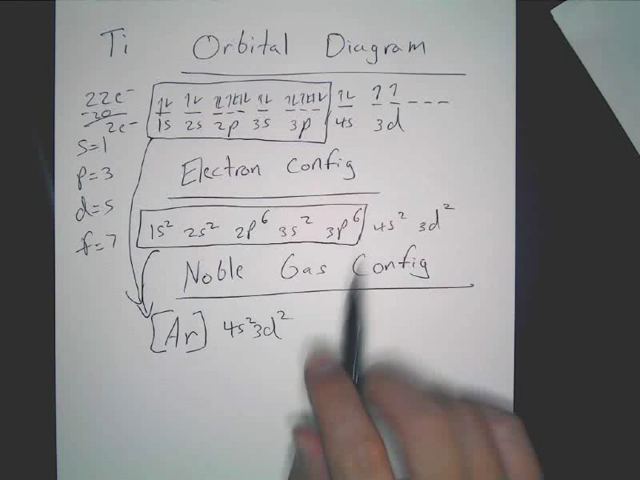 Ti Orbital Diagram
22e⁻
2e⁻
1s 2s 2p 3s 3p 4s 3d
s=1
p=3
d=5
f=7
Electron Config
1s² 2s² 2p⁶ 3s² 3p⁶ 4s² 3d²
Noble Gas Config
[Ar] 4s²3d²